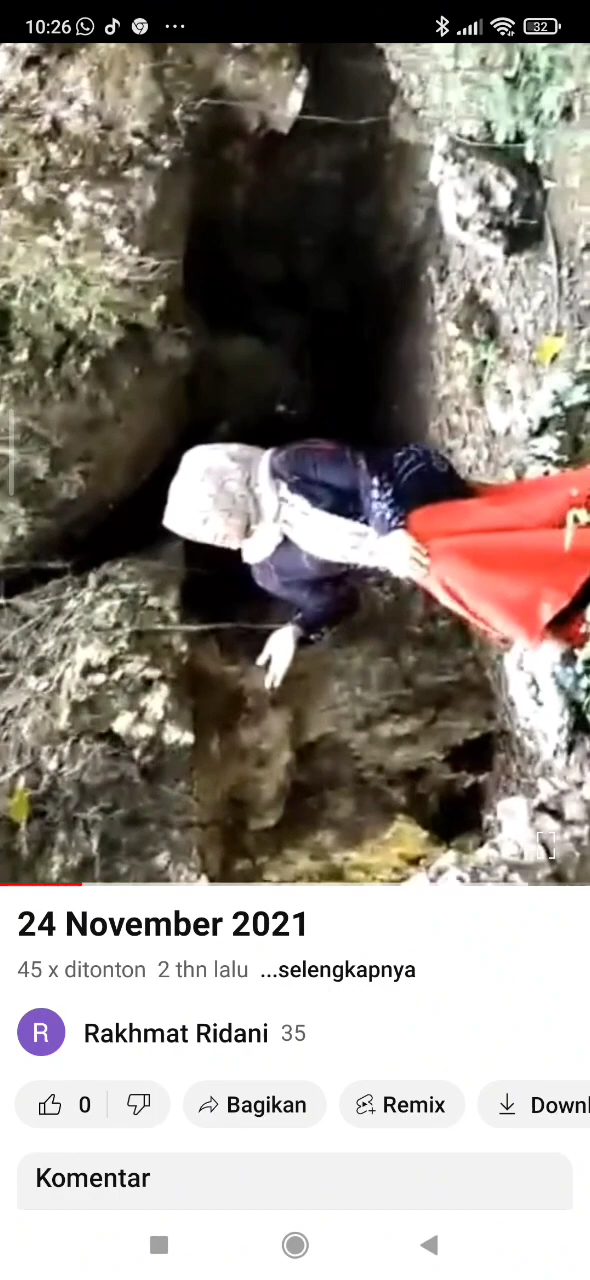 10:26 ... 32
24 November 2021
45 x ditonton 2 thn lalu ...selengkapnya
R Rakhmat Ridani 35
0 Bagikan Remix Downl
Komentar